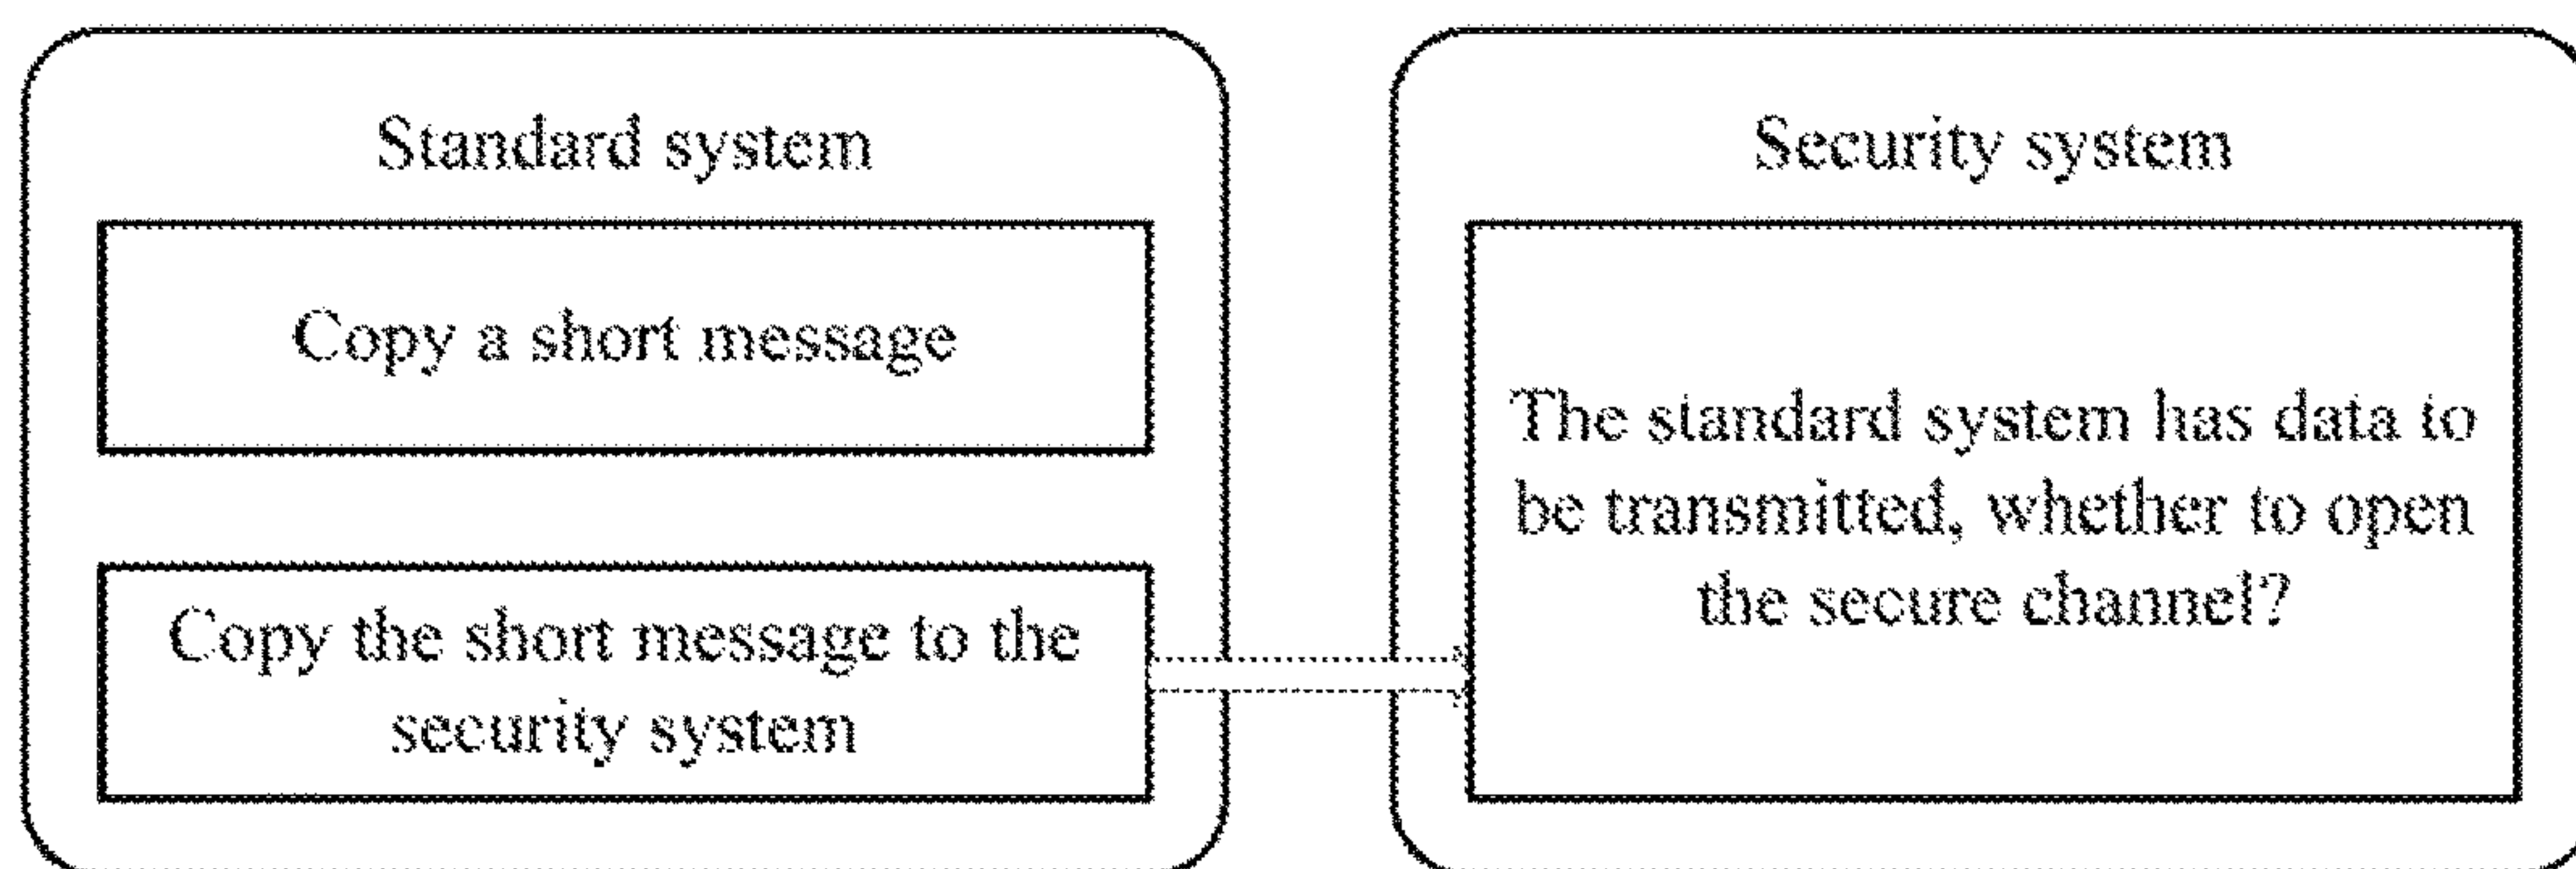 Standard system
Copy a short message
Copy the short message to the
security system
Security system
The standard system has data to
be transmitted, whether to open
the secure channel?